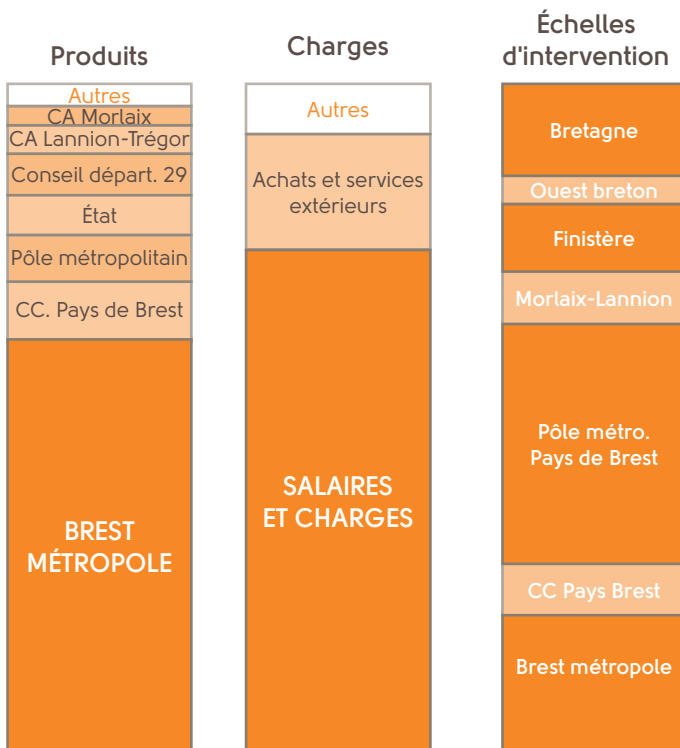 Produits
Autres
CA Morlaix
CA Lannion-Trégor
Conseil départ. 29
État
Pôle métropolitain
CC. Pays de Brest
BREST
MÉTROPOLE
Charges
Autres
Achats et services
extérieurs
SALAIRES
ET CHARGES
Échelles
d'intervention
Bretagne
Ouest breton
Finistère
Morlaix-Lannion
Pôle métro.
Pays de Brest
CC Pays Brest
Brest métropole